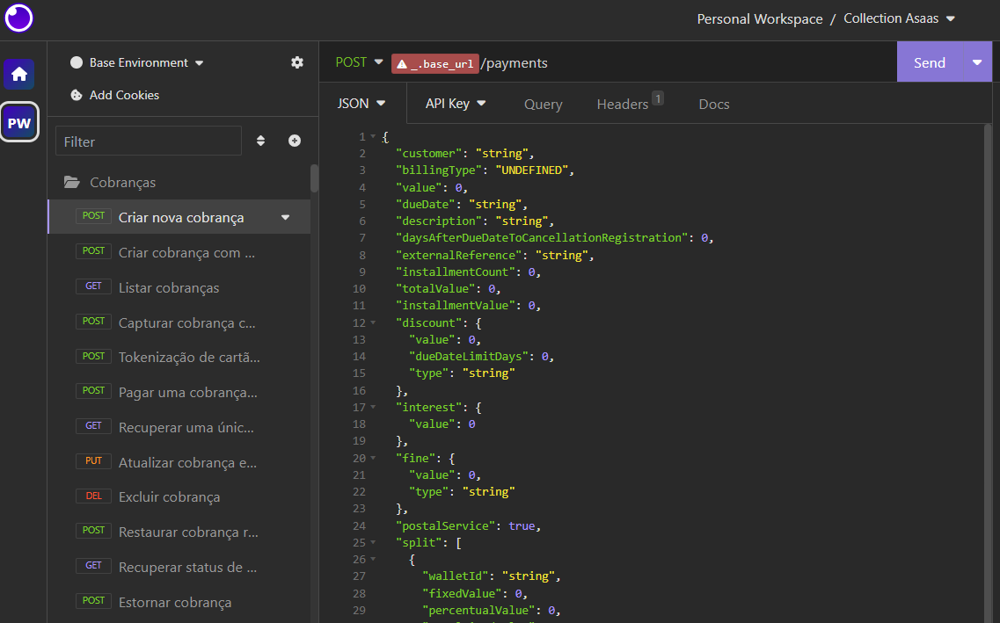 Personal Workspace / Collection Asaas
PW
Base Environment
Add Cookies
Filter
Cobranças
POST Criar nova cobrança
POST Criar cobrança com ...
GET Listar cobranças
POST Capturar cobrança c...
POST Tokenização de cartã...
POST Pagar uma cobrança...
GET Recuperar uma únic...
PUT Atualizar cobrança e...
DEL Excluir cobrança
POST Restaurar cobrança r...
GET Recuperar status de ...
POST Estornar cobrança
POST _.base_url/payments
Send
JSON API Key Query Headers 1 Docs
1 {
2 "customer": "string",
3 "billingType": "UNDEFINED",
4 "value": 0,
5 "dueDate": "string",
6 "description": "string",
7 "daysAfterDueDateToCancellationRegistration": 0,
8 "externalReference": "string",
9 "installmentCount": 0,
10 "totalValue": 0,
11 "installmentValue": 0,
12 "discount": {
13 "value": 0,
14 "dueDateLimitDays": 0,
15 "type": "string"
16 },
17 "interest": {
18 "value": 0
19 },
20 "fine": {
21 "value": 0,
22 "type": "string"
23 },
24 "postalService": true,
25 "split": [
26 {
27 "walletId": "string",
28 "fixedValue": 0,
29 "percentualValue": 0,